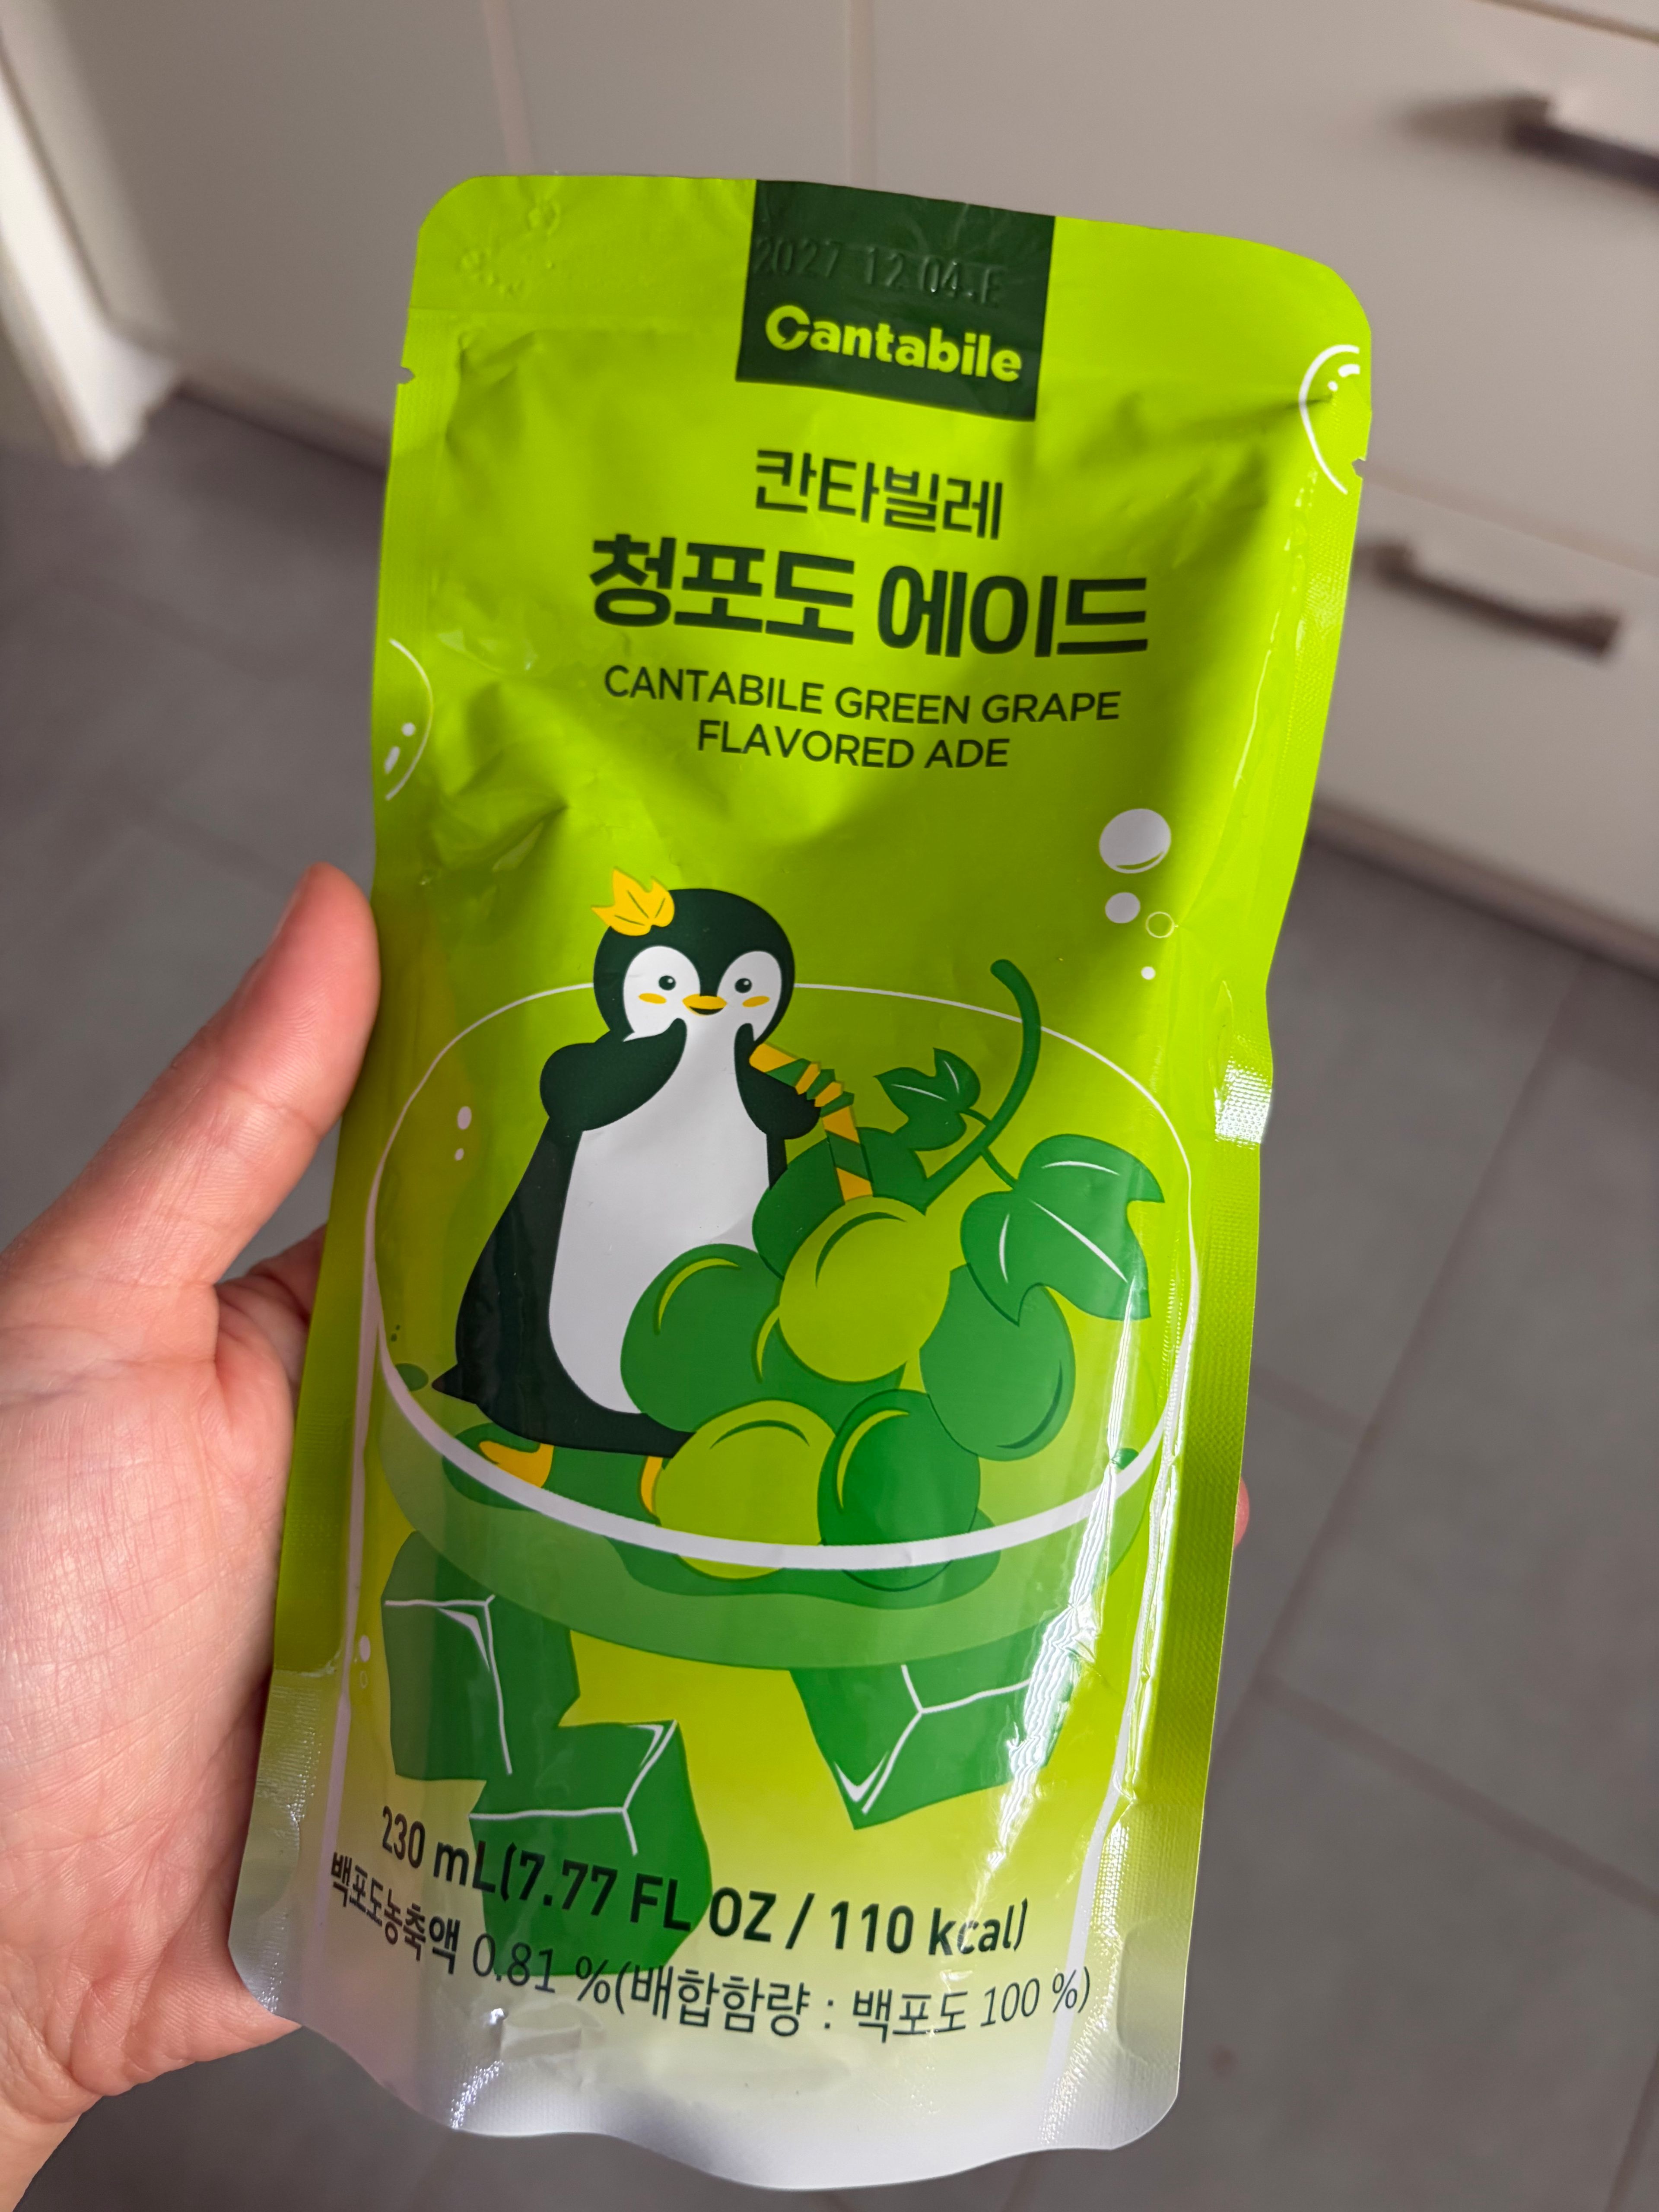 2027 12 04.E
Cantabile
칸타빌레
청포도 에이드
CANTABILE GREEN GRAPE
FLAVORED ADE
230 mL(7.77 FL OZ / 110 kcal)
백포도농축액 0.81 %(배합함량 : 백포도 100 %)